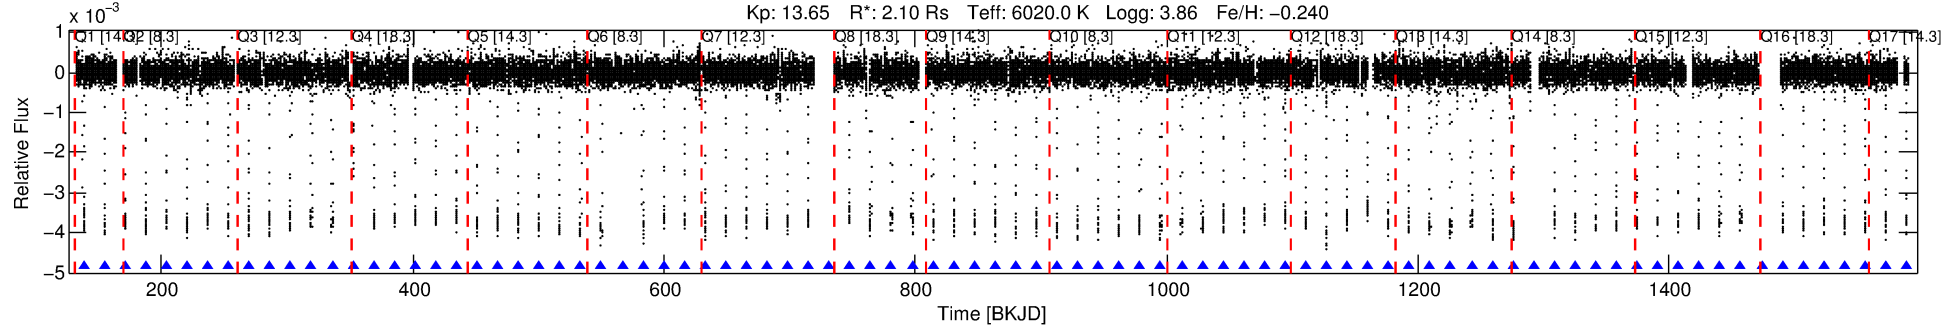 Kp: 13.65 R*: 2.10 Rs Teff: 6020.0 K Logg: 3.86 Fe/H: −0.240
x 10⁻³
Q1 [14.3] Q2 [8.3] Q3 [12.3] Q4 [18.3] Q5 [14.3] Q6 [8.3] Q7 [12.3] Q8 [18.3] Q9 [14.3] Q10 [8.3] Q11 [12.3] Q12 [18.3] Q13 [14.3] Q14 [8.3] Q15 [12.3] Q16 [18.3] Q17 [14.3]
1
0
−1
−2
−3
−4
−5
Relative Flux
200 400 600 800 1000 1200 1400
Time [BKJD]